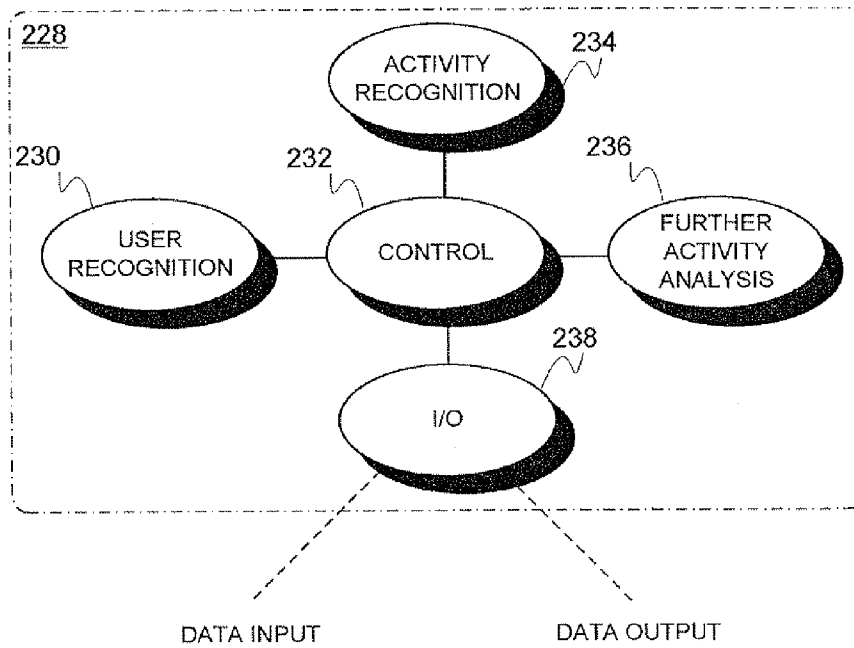 228
ACTIVITY
RECOGNITION
234
230
232
236
USER
RECOGNITION
CONTROL
FURTHER
ACTIVITY
ANALYSIS
238
I/O
DATA INPUT
DATA OUTPUT